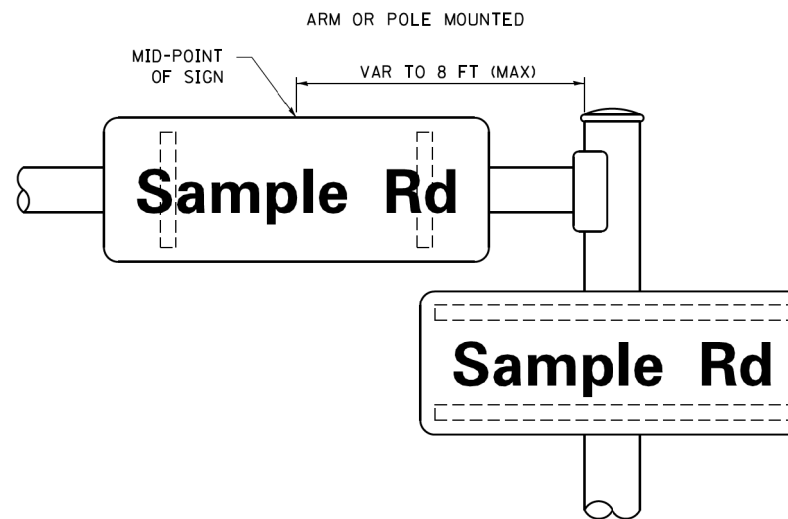 ARM OR POLE MOUNTED
MID-POINT
OF SIGN
VAR TO 8 FT (MAX)
Sample Rd
Sample Rd